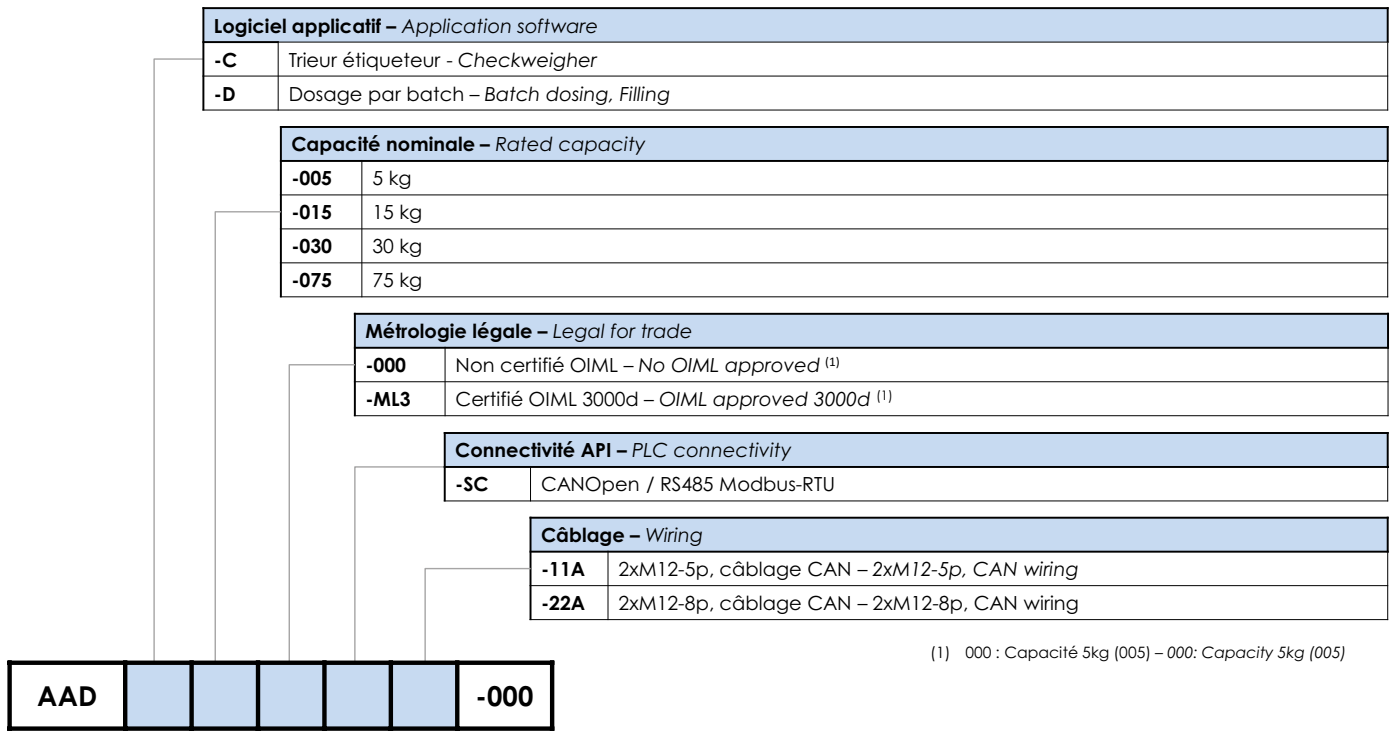 Logiciel applicatif – Application software
-C Trieur étiqueteur - Checkweigher
-D Dosage par batch – Batch dosing, Filling
Capacité nominale – Rated capacity
-005 5 kg
-015 15 kg
-030 30 kg
-075 75 kg
Métrologie légale – Legal for trade
-000 Non certifié OIML – No OIML approved (1)
-ML3 Certifié OIML 3000d – OIML approved 3000d (1)
Connectivité API – PLC connectivity
-SC CANOpen / RS485 Modbus-RTU
Câblage – Wiring
-11A 2xM12-5p, câblage CAN – 2xM12-5p, CAN wiring
-22A 2xM12-8p, câblage CAN – 2xM12-8p, CAN wiring
(1) 000 : Capacité 5kg (005) – 000: Capacity 5kg (005)
AAD -000